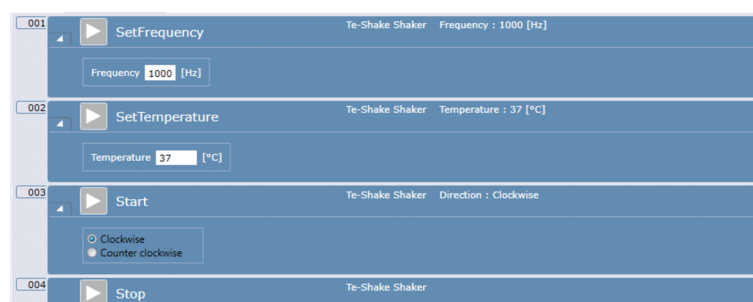 001
SetFrequency Te-Shake Shaker Frequency : 1000 [Hz]
Frequency 1000 [Hz]
002
SetTemperature Te-Shake Shaker Temperature : 37 [°C]
Temperature 37 [°C]
003
Start Te-Shake Shaker Direction : Clockwise
Clockwise
Counter clockwise
004
Stop Te-Shake Shaker